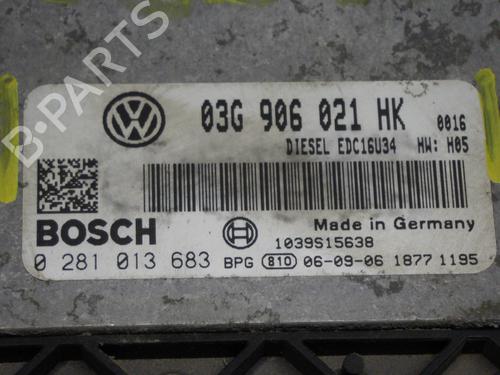 B-PARTS
03G 906 021 HK 0016
DIESEL EDC16U34 HW: H05
BOSCH
Made in Germany
1039S15638
0 281 013 683 BPG 810 06-09-06 1877 1195